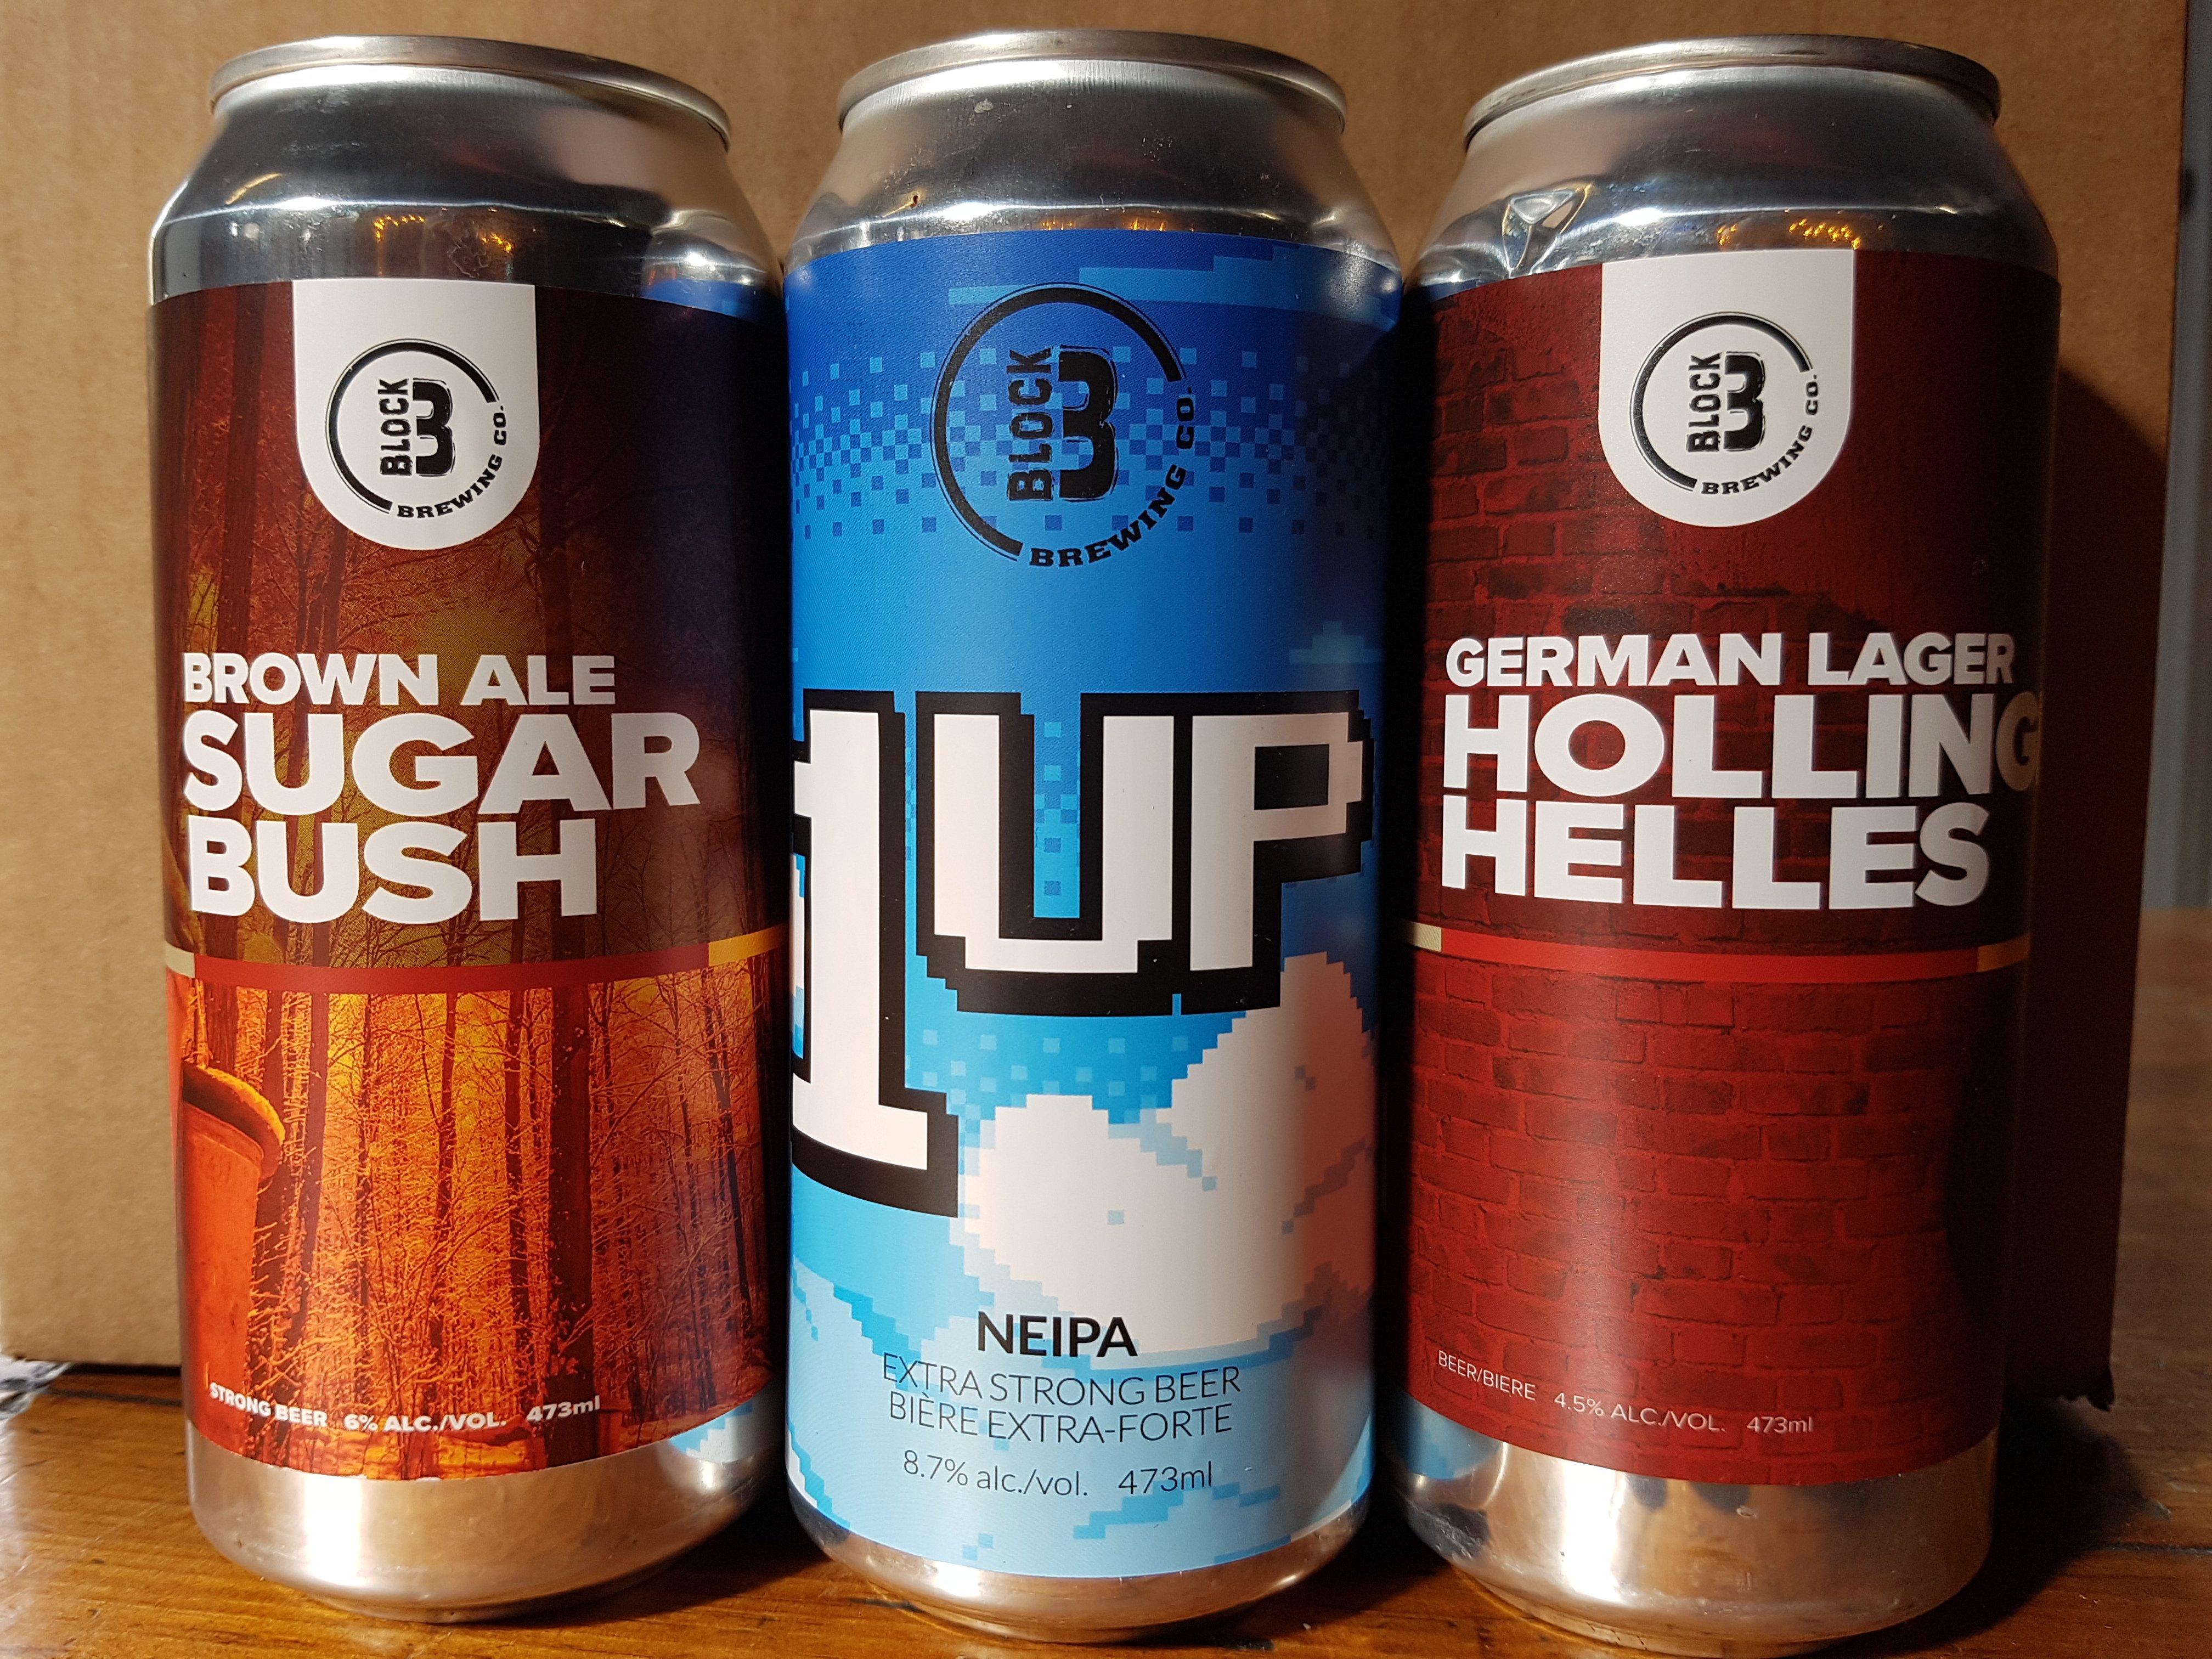 BLOCK
3
BREWING CO.
BROWN ALE
SUGAR
BUSH
STRONG BEER 6% ALC./VOL. 473ml
BLOCK
3
BREWING CO.
1UP
NEIPA
EXTRA STRONG BEER
BIÈRE EXTRA-FORTE
8.7% alc./vol. 473ml
BLOCK
3
BREWING CO.
GERMAN LAGER
HOLLING
HELLES
BEER/BIERE 4.5% ALC./VOL. 473ml